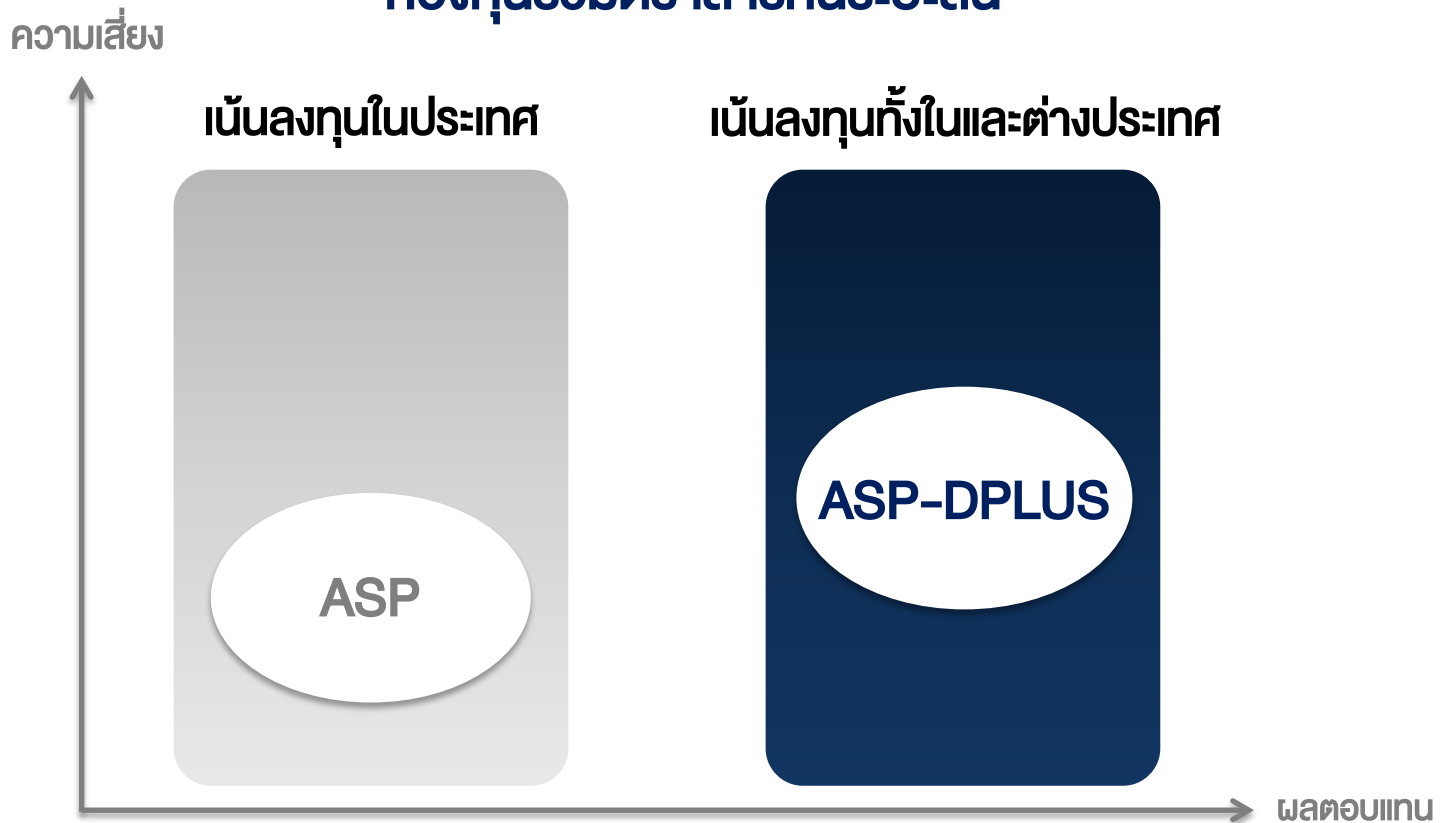 ความเสี่ยง
เน้นลงทุนในประเทศ
เน้นลงทุนทั้งในและต่างประเทศ
ASP-DPLUS
ASP
ผลตอบแทน